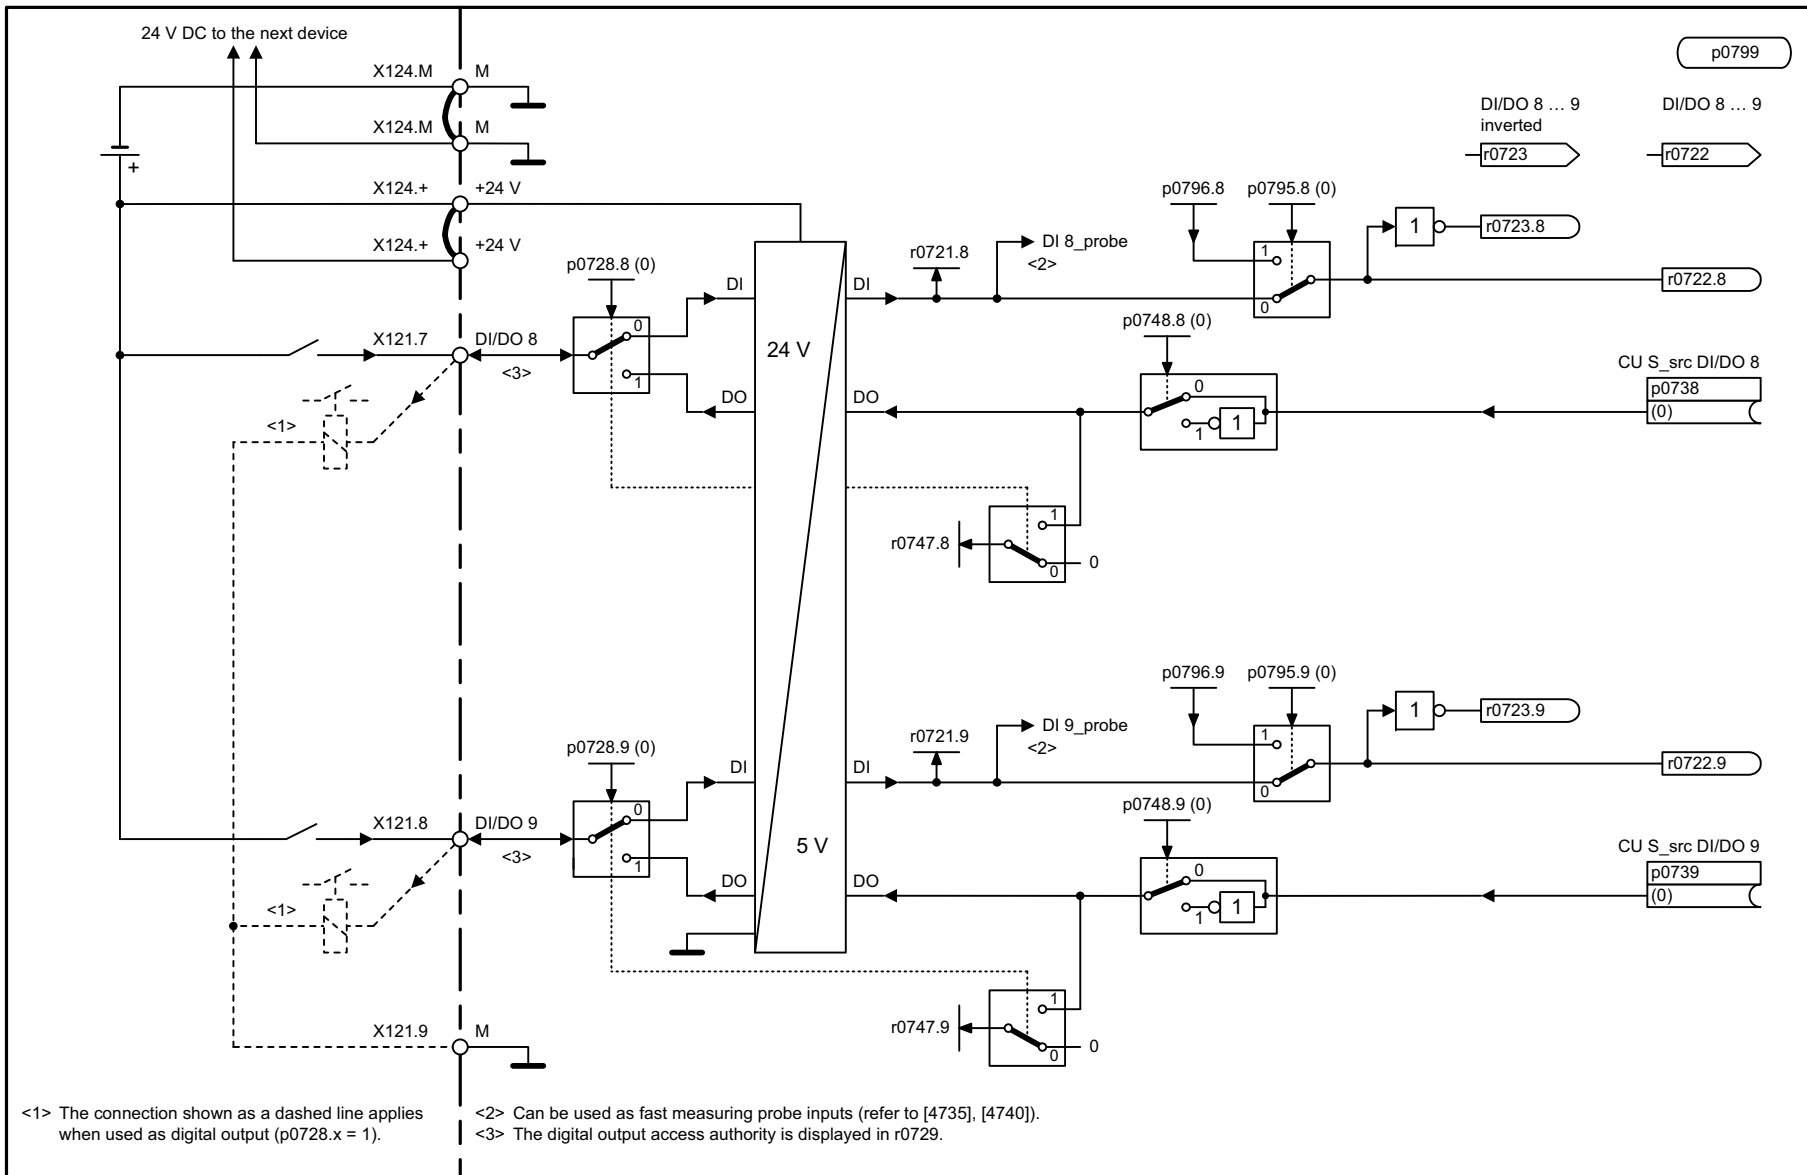 24 V DC to the next device
p0799
X124.M M
DI/DO 8 … 9
inverted
DI/DO 8 … 9
X124.M M
r0723
r0722
+
X124.+ +24 V
p0796.8
p0795.8 (0)
1
r0723.8
X124.+ +24 V
DI 8_probe
<2>
r0721.8
p0728.8 (0)
1
r0722.8
DI
DI
0
p0748.8 (0)
X121.7
DI/DO 8
<3>
0
1
24 V
CU S_src DI/DO 8
p0738
(0)
DO
DO
0
1
1
<1>
1
r0747.8
0
0
p0796.9
p0795.9 (0)
1
r0723.9
DI 9_probe
<2>
r0721.9
p0728.9 (0)
1
r0722.9
DI
DI
0
p0748.9 (0)
X121.8
DI/DO 9
<3>
0
1
5 V
CU S_src DI/DO 9
p0739
(0)
DO
DO
0
1
1
<1>
1
r0747.9
0
0
X121.9 M
<1> The connection shown as a dashed line applies
when used as digital output (p0728.x = 1).
<2> Can be used as fast measuring probe inputs (refer to [4735], [4740]).
<3> The digital output access authority is displayed in r0729.